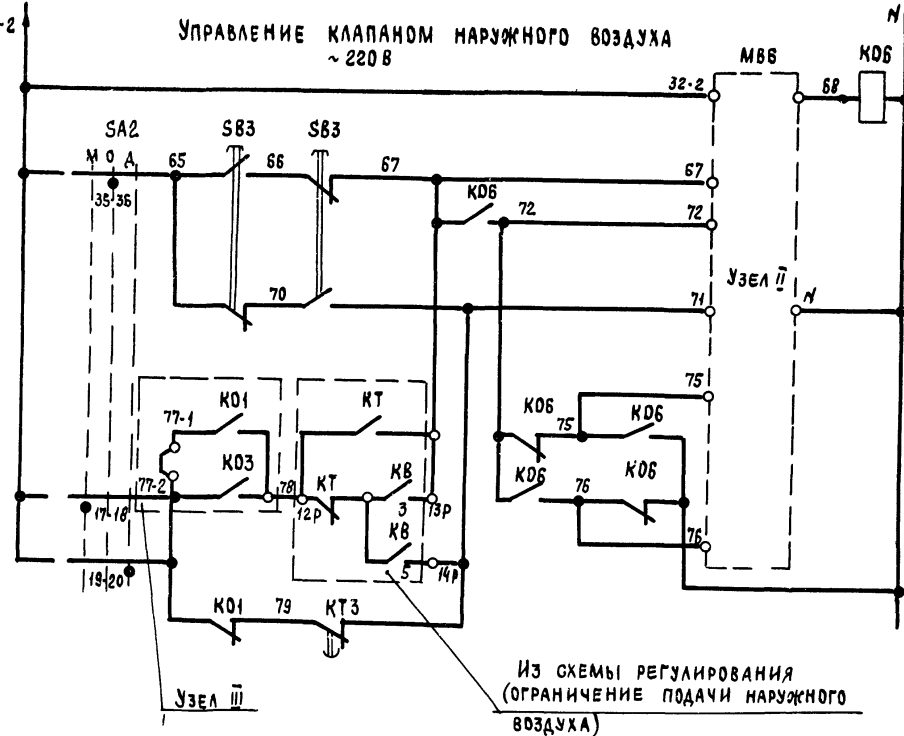 -2
Управление клапаном наружного воздуха
~ 220 В
N
МВ6
КО6
32-2
68
SA2
SB3
SB3
М О Д
65
66
67
67
35 36
КО6
72
72
70
Узел II
71
N
75
КО1
КТ
77-1
КО6
75
КО6
КО3
КТ
КВ
КО6
76
КО6
77-2
78
12Р
3
13Р
17-18
КВ
76
19-20
5
14Р
КО1
79
КТ3
Узел III
Из схемы регулирования
(ограничение подачи наружного
воздуха)